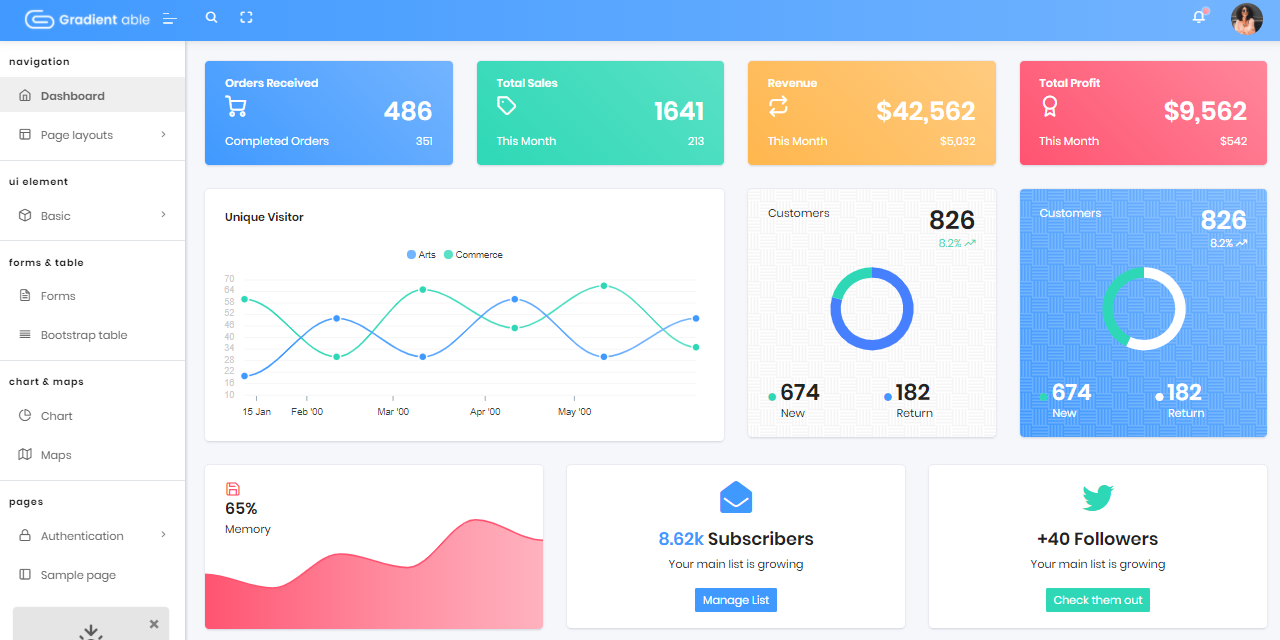 Gradient able
navigation
Dashboard
Page layouts
ui element
Basic
forms & table
Forms
Bootstrap table
chart & maps
Chart
Maps
pages
Authentication
Sample page
Orders Received
486
Completed Orders 351
Total Sales
1641
This Month 213
Revenue
$42,562
This Month $5,032
Total Profit
$9,562
This Month $542
Unique Visitor
Arts Commerce
70
64
58
52
46
40
34
28
22
16
10
15 Jan Feb '00 Mar '00 Apr '00 May '00
Customers 826
8.2%
674 182
New Return
Customers 826
8.2%
674 182
New Return
65%
Memory
8.62k Subscribers
Your main list is growing
Manage List
+40 Followers
Your main list is growing
Check them out